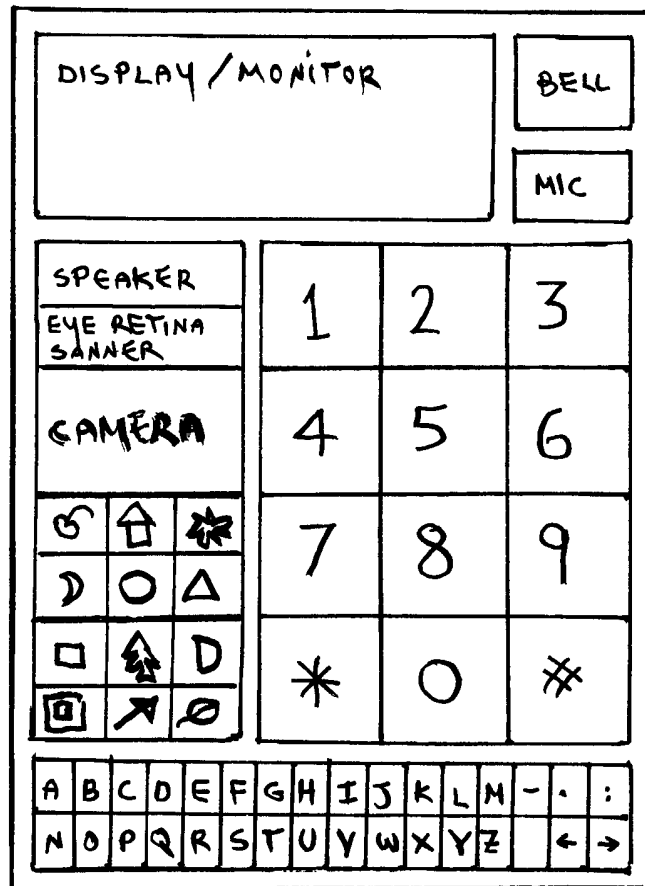 DISPLAY/MONITOR
BELL
MIC
SPEAKER
EYE RETINA
SANNER
CAMERA
1 2 3
4 5 6
7 8 9
* 0 #
A B C D E F G H I J K L M - . :
N O P Q R S T U V W X Y Z ← →